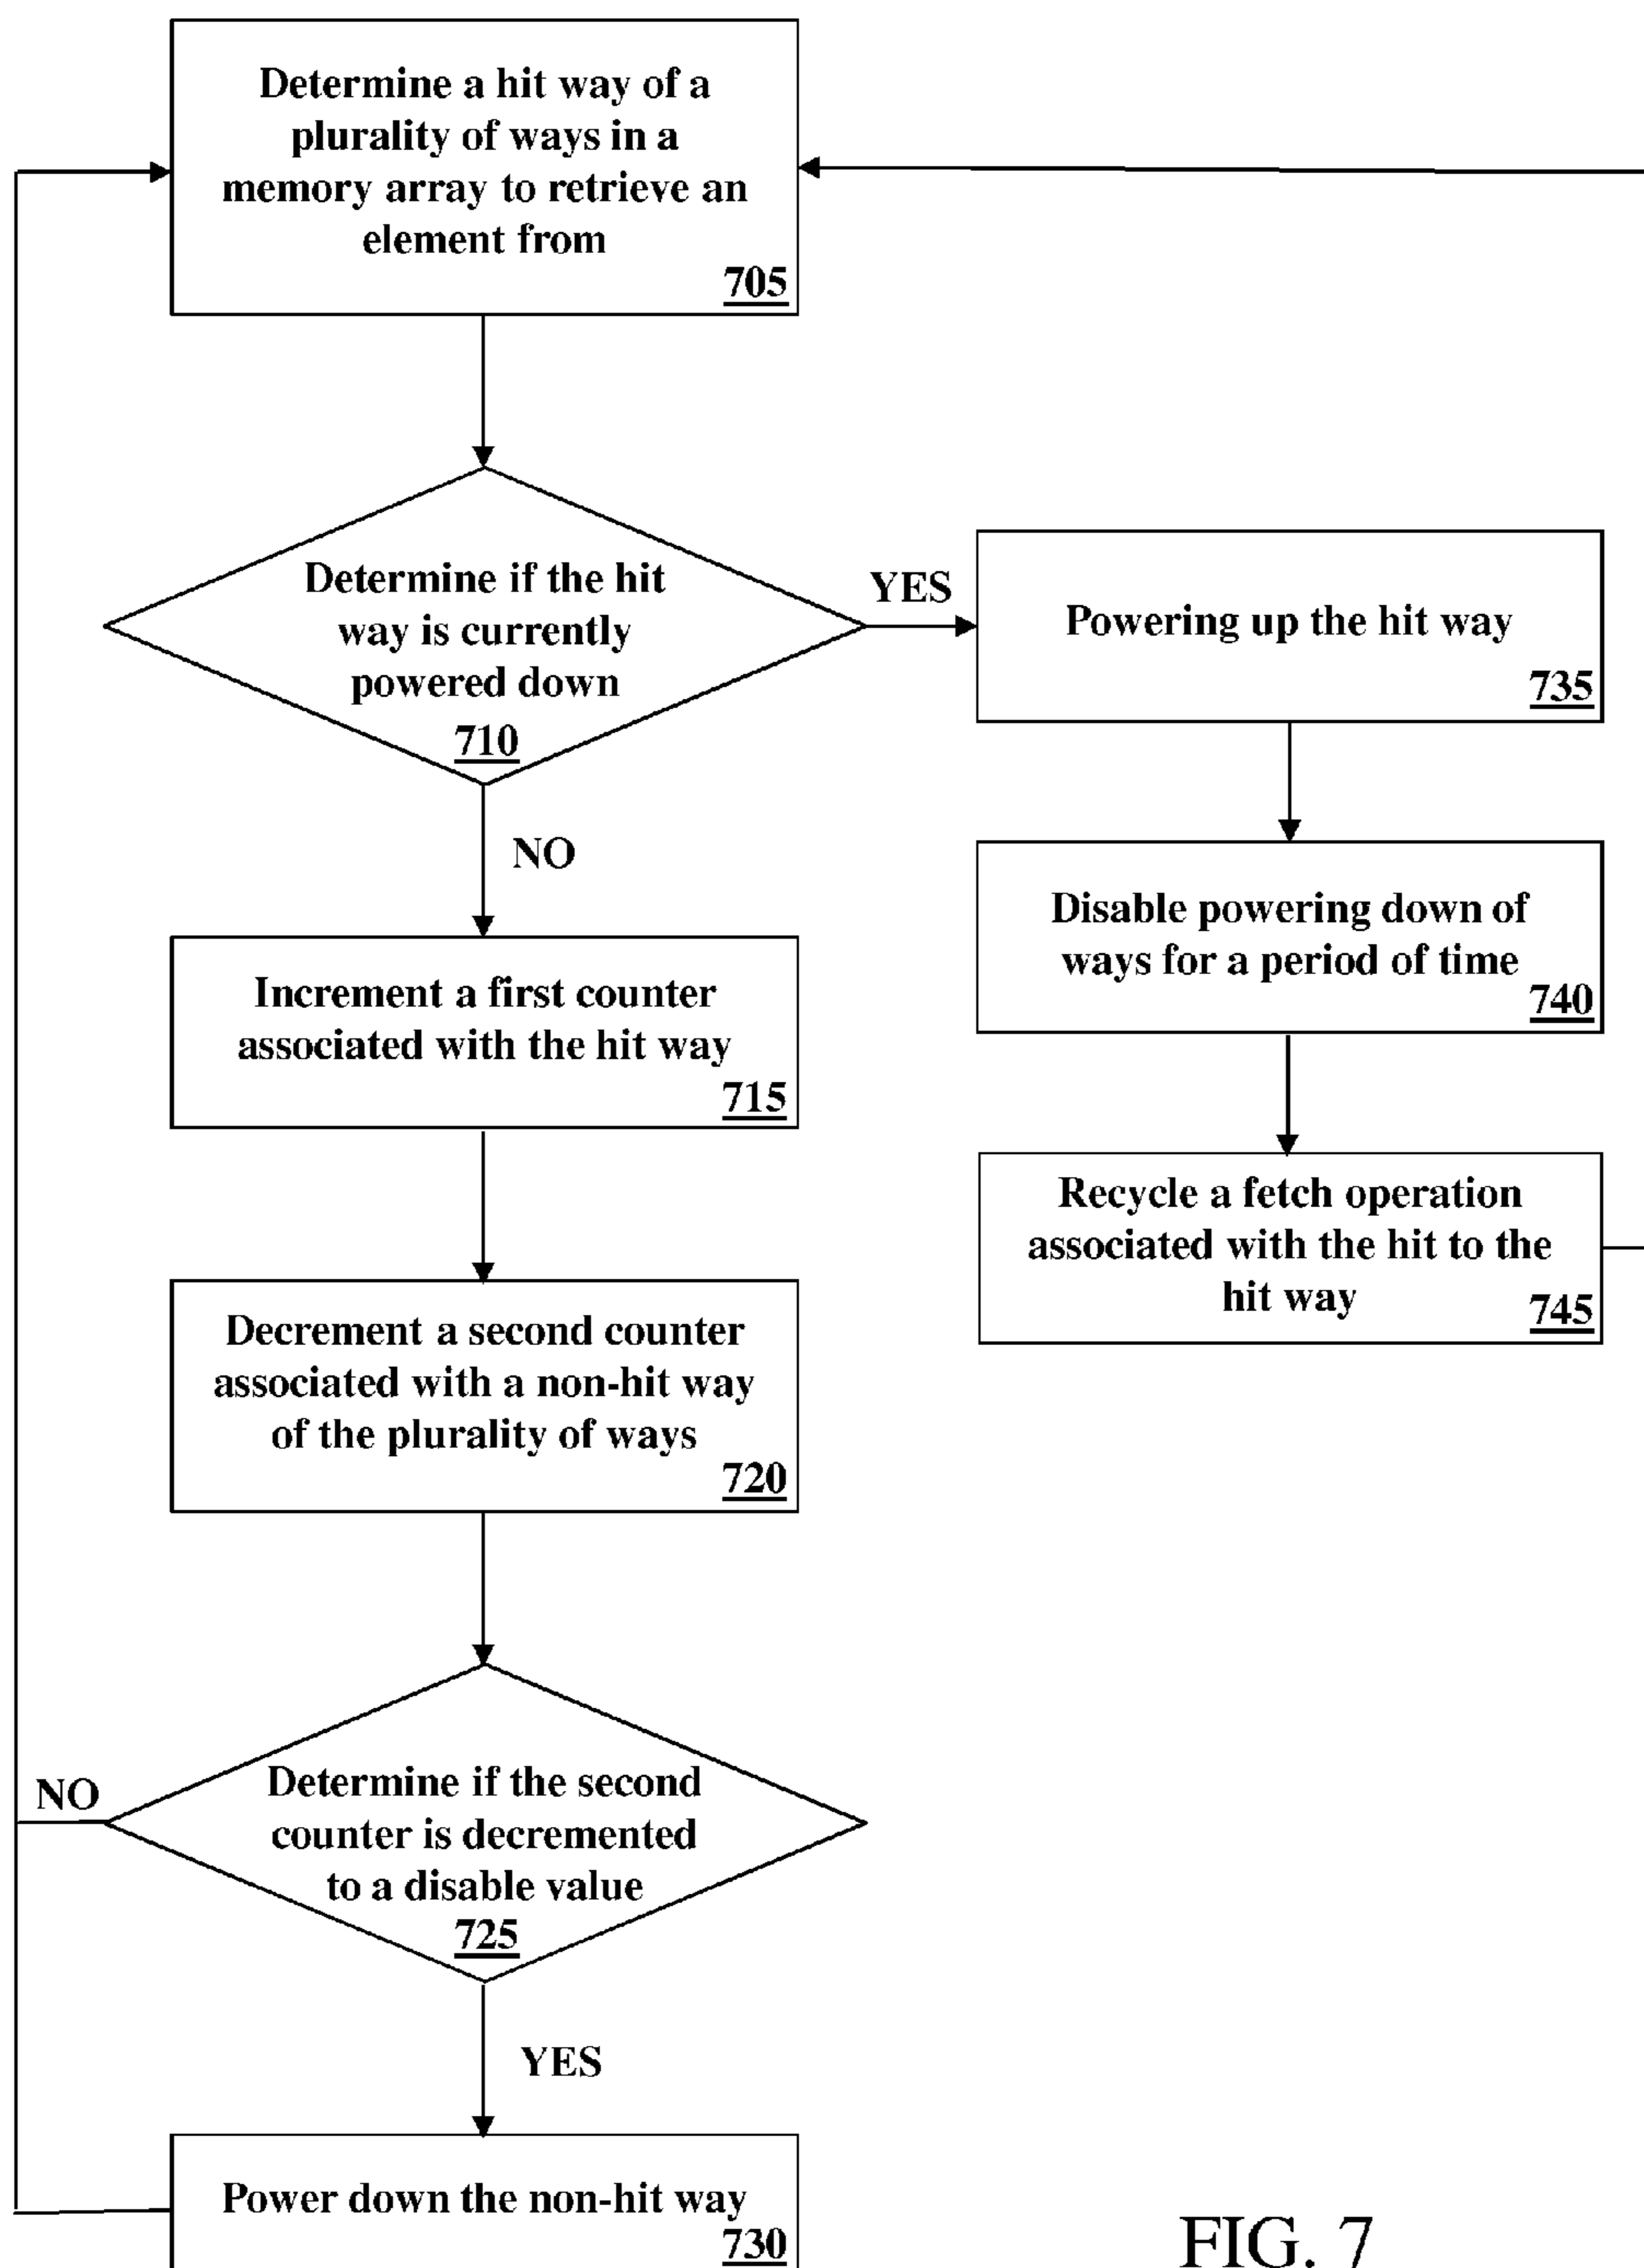 Determine a hit way of a
plurality of ways in a
memory array to retrieve an
element from
705
Determine if the hit
way is currently
powered down
710
YES
Powering up the hit way
735
NO
Disable powering down of
ways for a period of time
740
Increment a first counter
associated with the hit way
715
Recycle a fetch operation
associated with the hit to the
hit way
745
Decrement a second counter
associated with a non-hit way
of the plurality of ways
720
NO
Determine if the second
counter is decremented
to a disable value
725
YES
Power down the non-hit way
730
FIG. 7